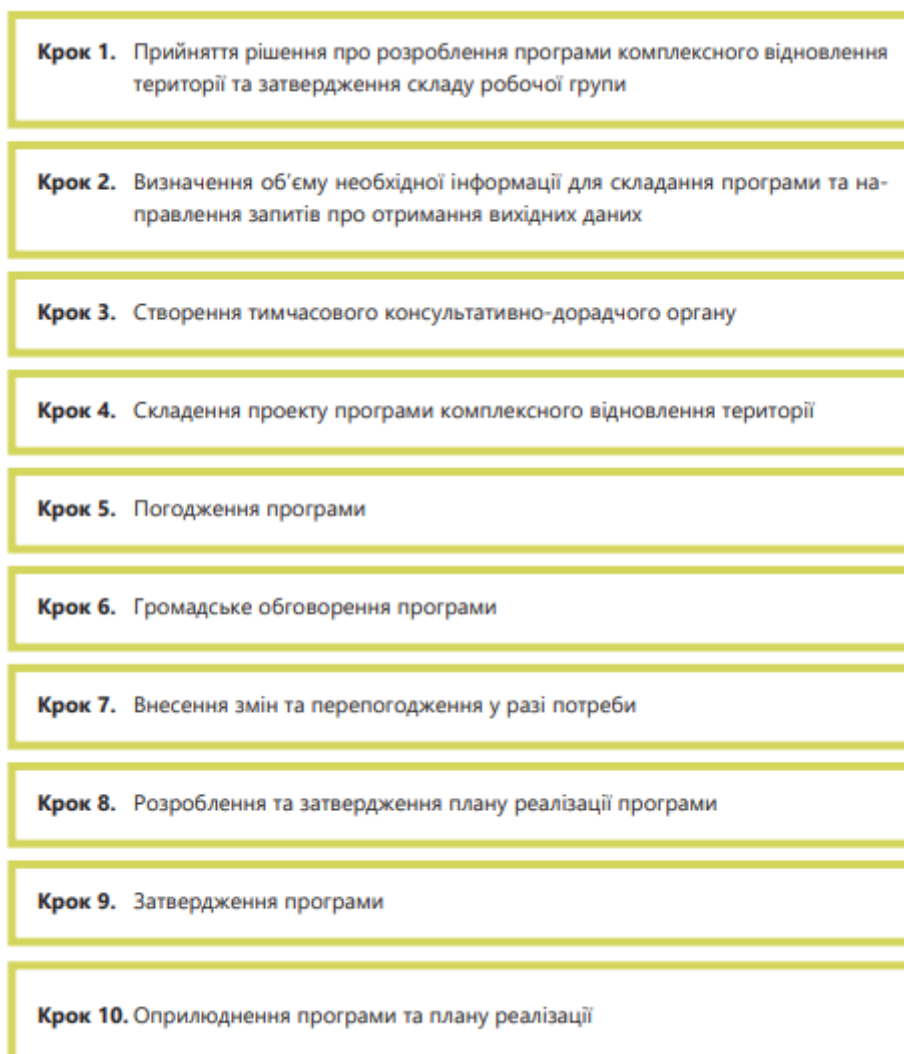 Крок 1. Прийняття рішення про розроблення програми комплексного відновлення
території та затвердження складу робочої групи
Крок 2. Визначення об'єму необхідної інформації для складання програми та на-
правлення запитів про отримання вихідних даних
Крок 3. Створення тимчасового консультативно-дорадчого органу
Крок 4. Складення проекту програми комплексного відновлення території
Крок 5. Погодження програми
Крок 6. Громадське обговорення програми
Крок 7. Внесення змін та перепогодження у разі потреби
Крок 8. Розроблення та затвердження плану реалізації програми
Крок 9. Затвердження програми
Крок 10. Оприлюднення програми та плану реалізації